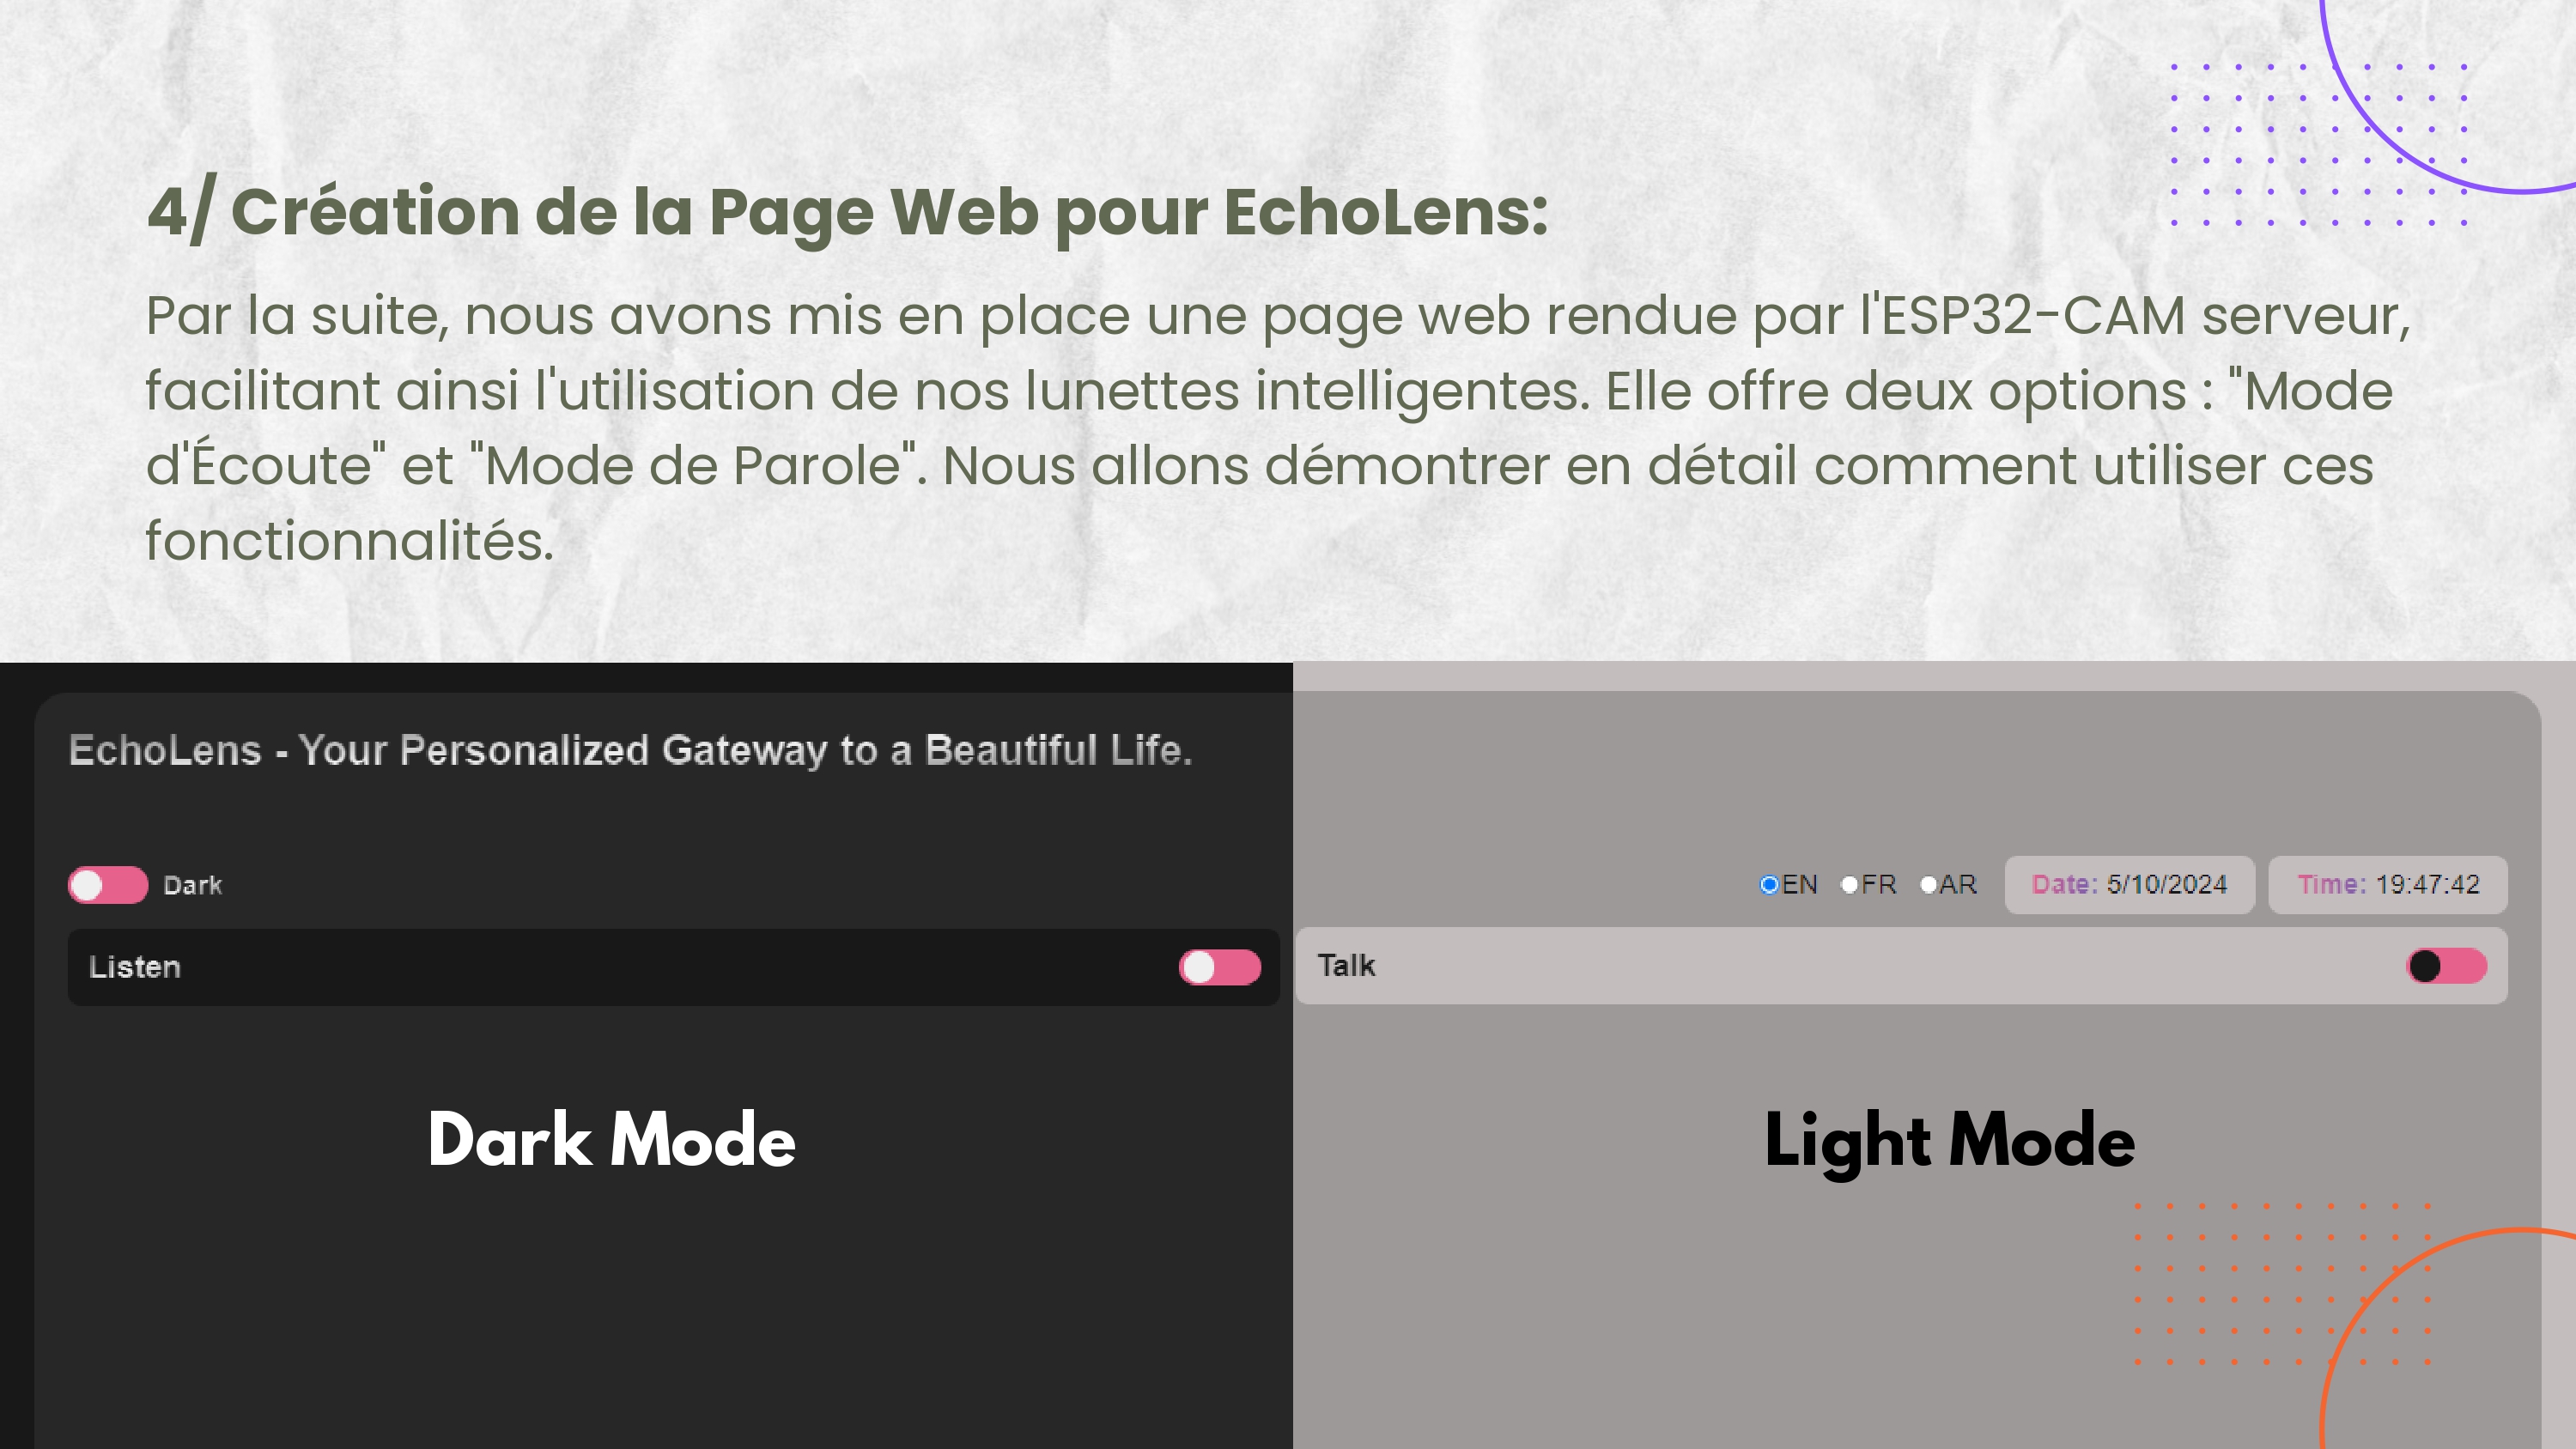 4/ Création de la Page Web pour EchoLens:
Par la suite, nous avons mis en place une page web rendue par l'ESP32-CAM serveur,
facilitant ainsi l'utilisation de nos lunettes intelligentes. Elle offre deux options : "Mode
d'Écoute" et "Mode de Parole". Nous allons démontrer en détail comment utiliser ces
fonctionnalités.
EchoLens - Your Personalized Gateway to a Beautiful Life.
Dark
EN FR AR Date: 5/10/2024 Time: 19:47:42
Listen
Talk
Dark Mode
Light Mode